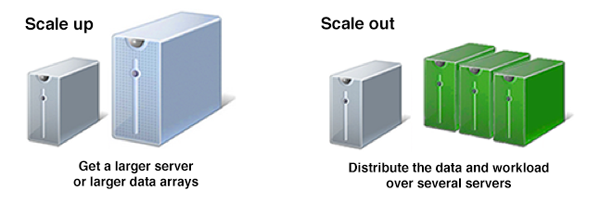 Scale up
Get a larger server
or larger data arrays
Scale out
Distribute the data and workload
over several servers